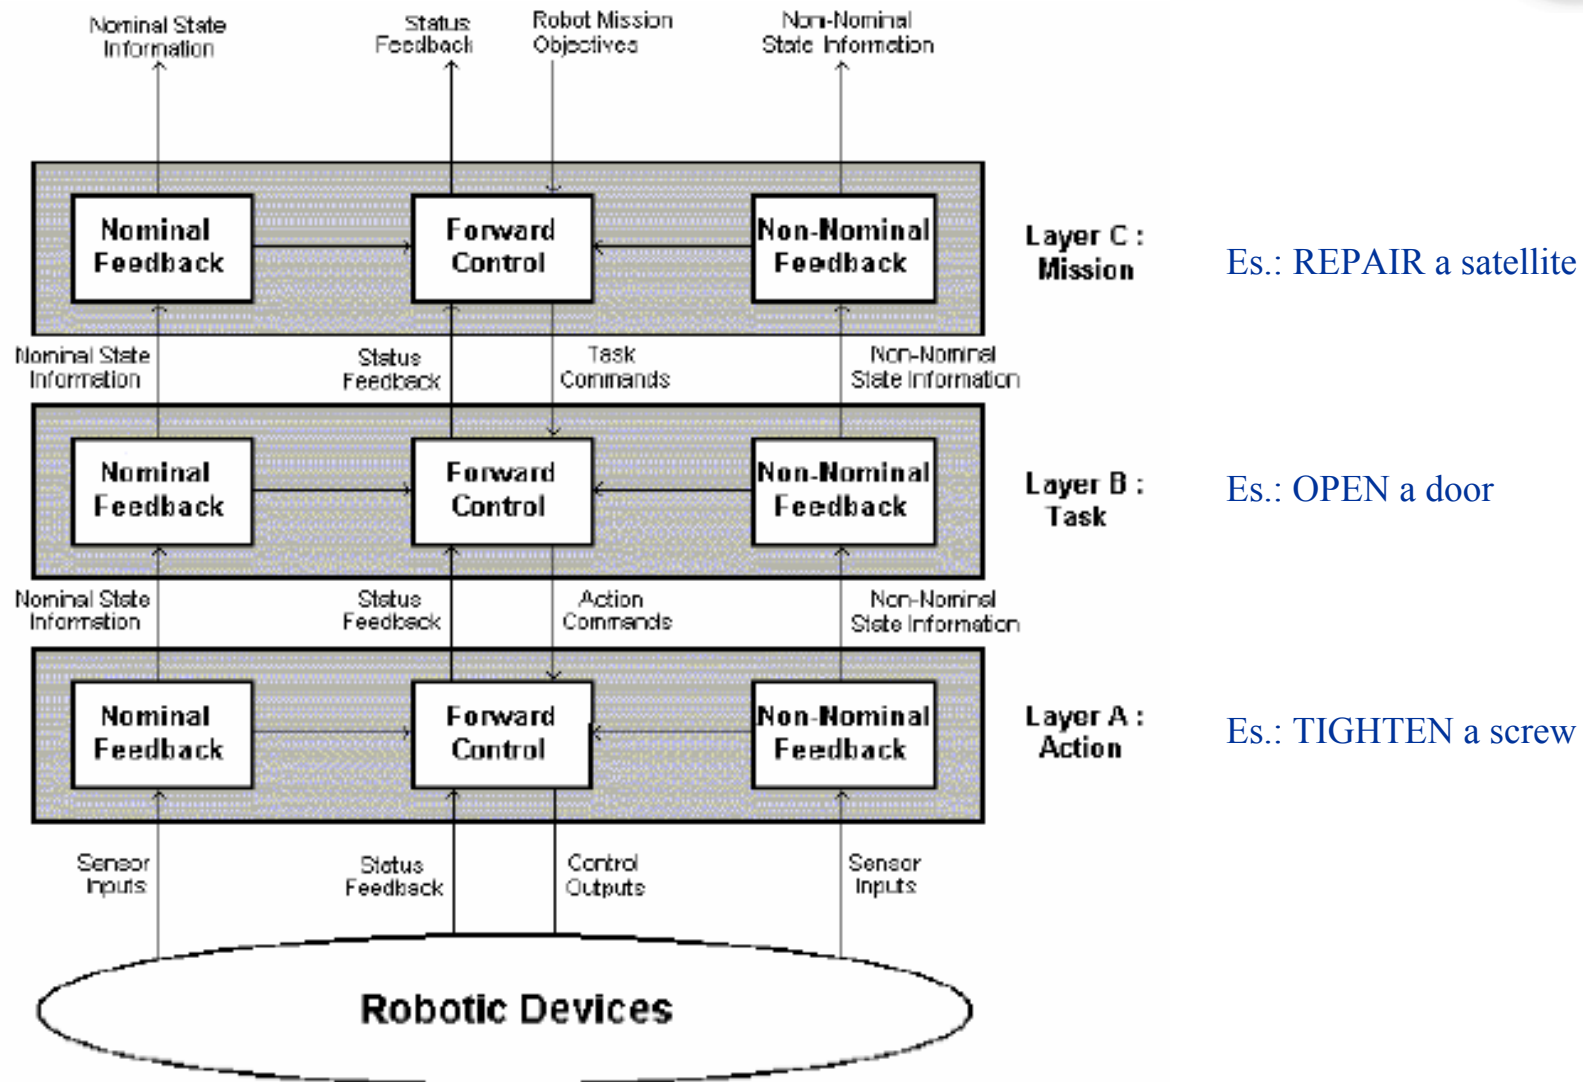 Nominal State
Information
Status
Feedback
Robot Mission
Objectives
Non-Nominal
State Information
Nominal
Feedback
Forward
Control
Non-Nominal
Feedback
Layer C :
Mission
Es.: REPAIR a satellite
Nominal State
Information
Status
Feedback
Task
Commands
Non-Nominal
State Information
Nominal
Feedback
Forward
Control
Non-Nominal
Feedback
Layer B :
Task
Es.: OPEN a door
Nominal State
Information
Status
Feedback
Action
Commands
Non-Nominal
State Information
Nominal
Feedback
Forward
Control
Non-Nominal
Feedback
Layer A :
Action
Es.: TIGHTEN a screw
Sensor
Inputs
Status
Feedback
Control
Outputs
Sensor
Inputs
Robotic Devices